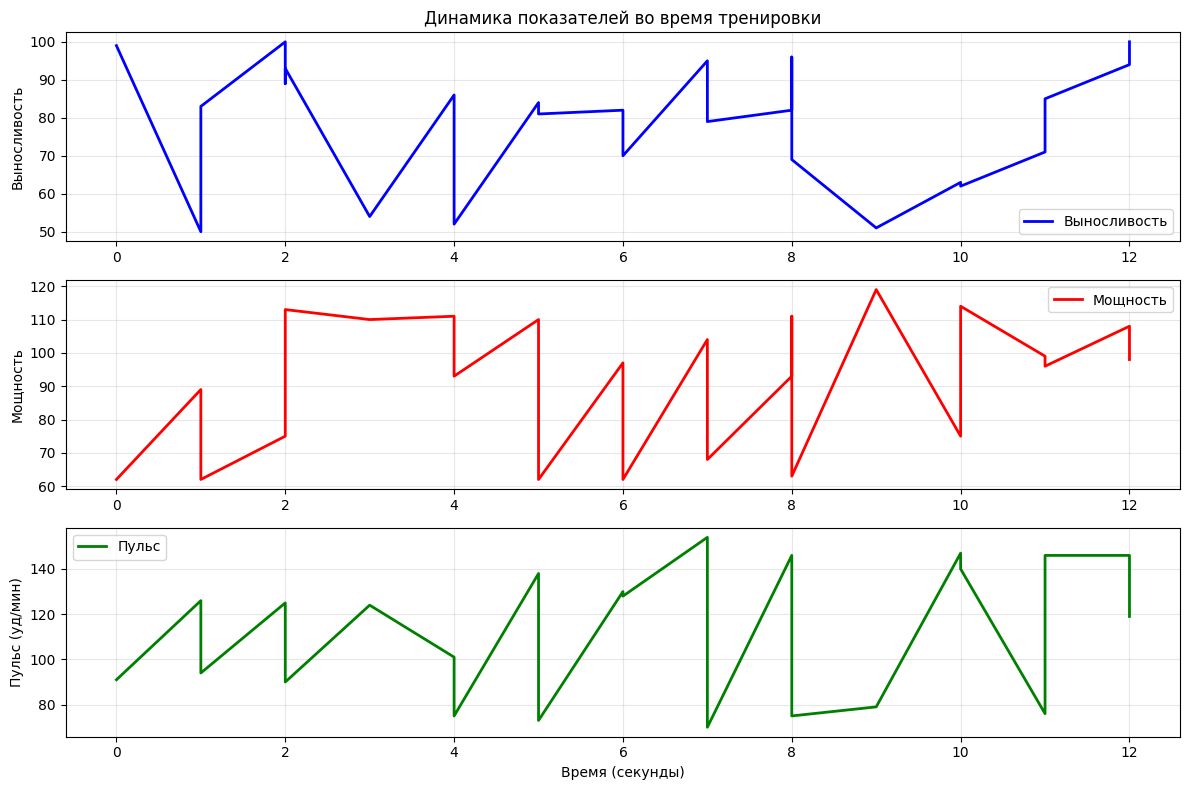 Динамика показателей во время тренировки
Выносливость
100
90
80
70
60
50
0 2 4 6 8 10 12
Выносливость
Мощность
120
110
100
90
80
70
60
0 2 4 6 8 10 12
Мощность
Пульс (уд/мин)
140
120
100
80
0 2 4 6 8 10 12
Пульс
Время (секунды)